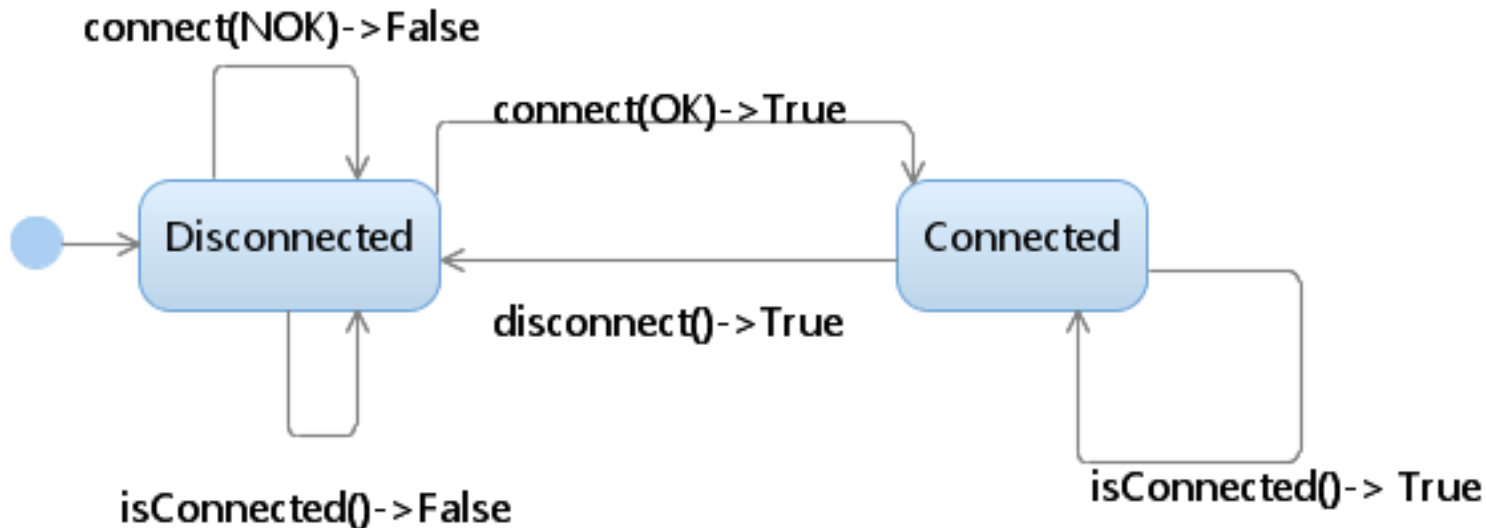 connect(NOK)->False
connect(OK)->True
Disconnected
Connected
disconnect()->True
isConnected()-> True
isConnected()->False